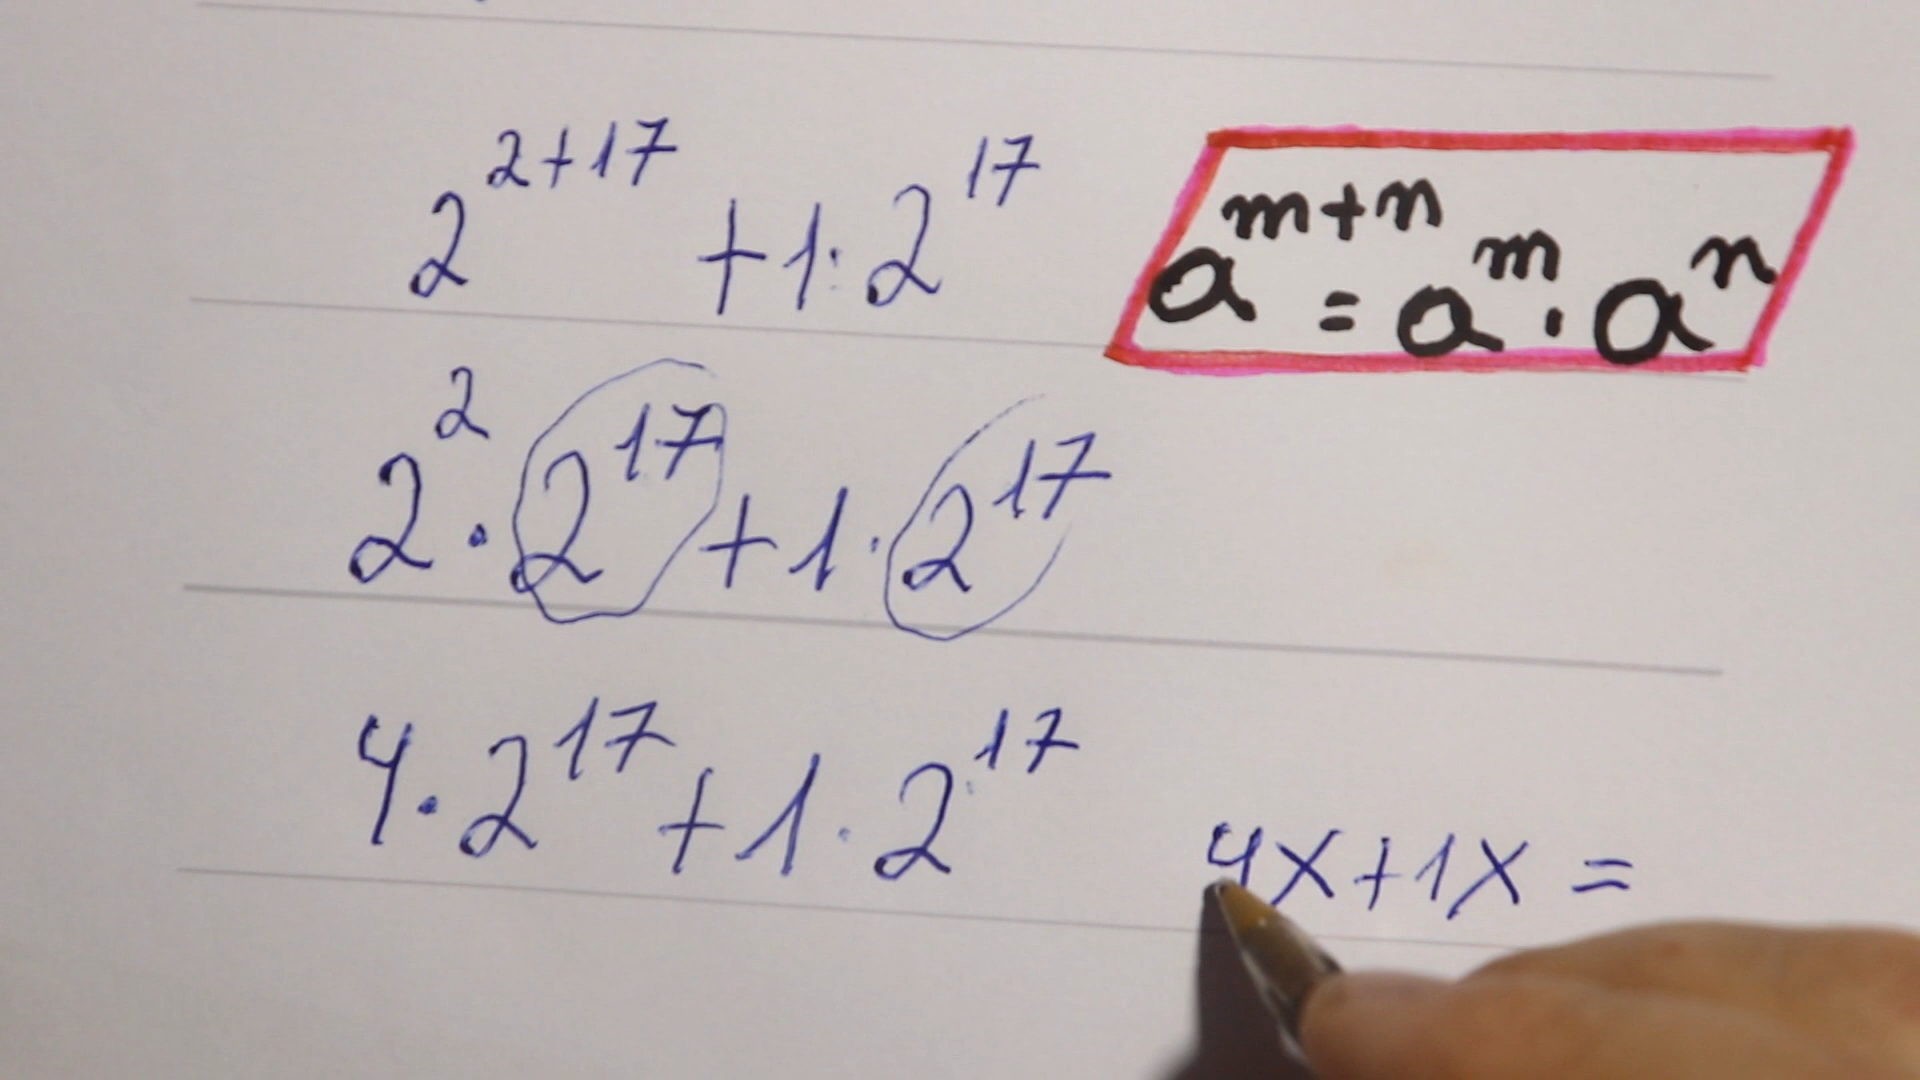 2^{2+17} + 1 · 2^{17}
a^{m+n} = a^m · a^n
2^2 · 2^{17} + 1 · 2^{17}
4 · 2^{17} + 1 · 2^{17}
4x + 1x =